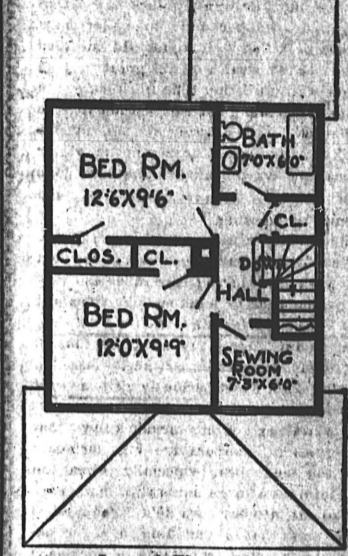 BATH
7'0"X6'0"
BED RM.
12'6"X9'6"
CL.
CLOS.
CL.
DOWN
HALL
BED RM.
12'0"X9'9"
SEWING
ROOM
7'3"X6'0"